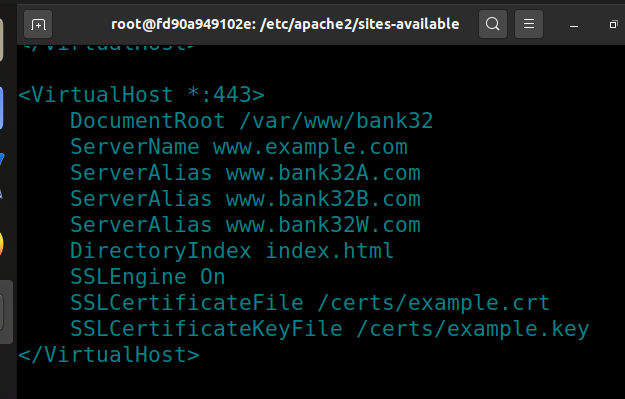 root@fd90a949102e: /etc/apache2/sites-available
</VirtualHost>
<VirtualHost *:443>
DocumentRoot /var/www/bank32
ServerName www.example.com
ServerAlias www.bank32A.com
ServerAlias www.bank32B.com
ServerAlias www.bank32W.com
DirectoryIndex index.html
SSLEngine On
SSLCertificateFile /certs/example.crt
SSLCertificateKeyFile /certs/example.key
</VirtualHost>